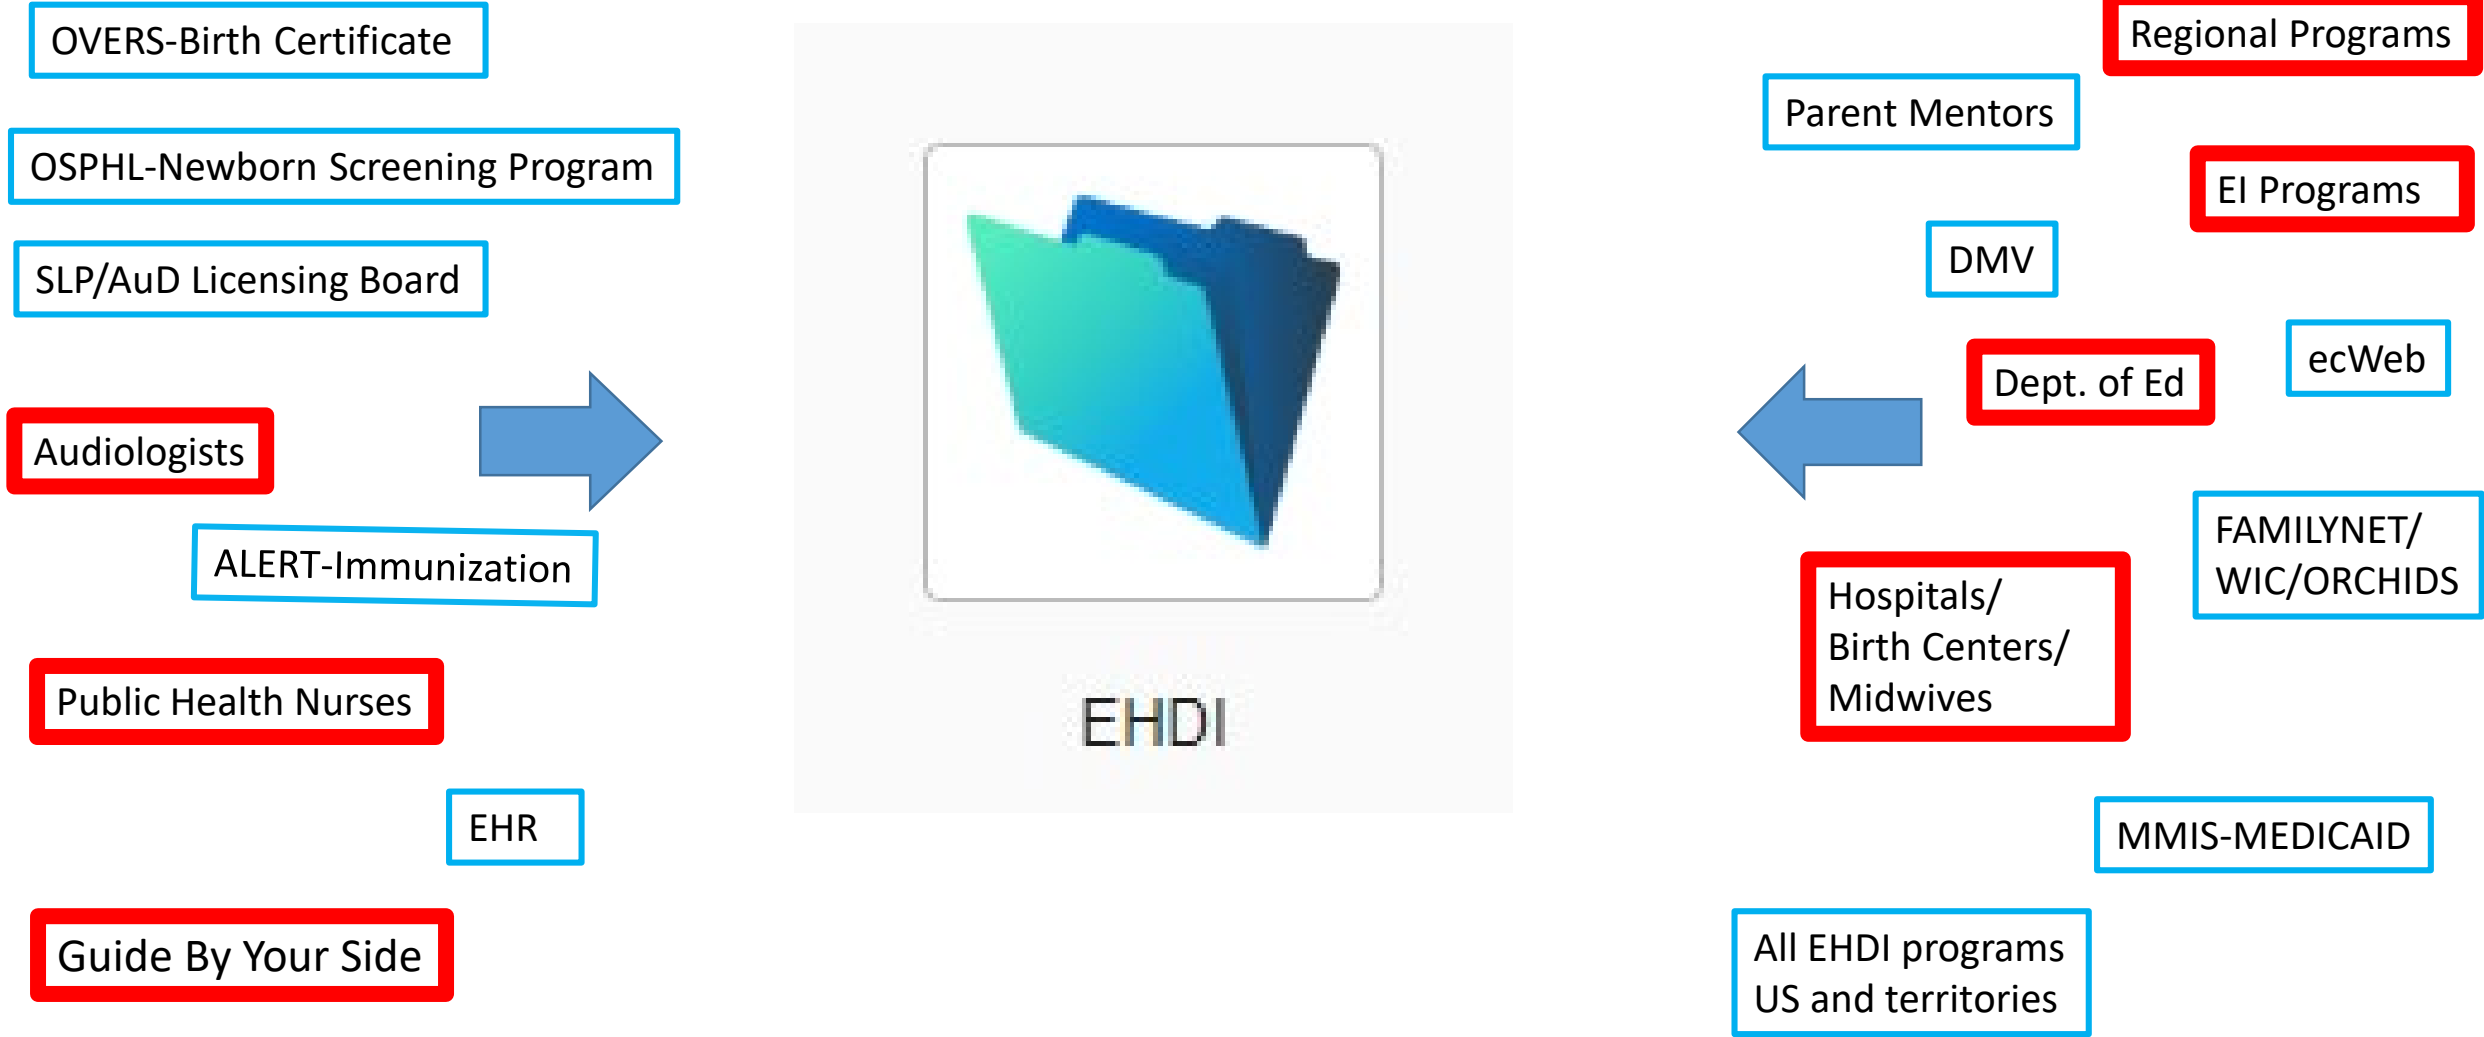 OVERS-Birth Certificate
OSPHL-Newborn Screening Program
SLP/AuD Licensing Board
Audiologists
ALERT-Immunization
Public Health Nurses
EHR
Guide By Your Side
EHDI
Regional Programs
Parent Mentors
EI Programs
DMV
ecWeb
Dept. of Ed
FAMILYNET/
WIC/ORCHIDS
Hospitals/
Birth Centers/
Midwives
MMIS-MEDICAID
All EHDI programs
US and territories